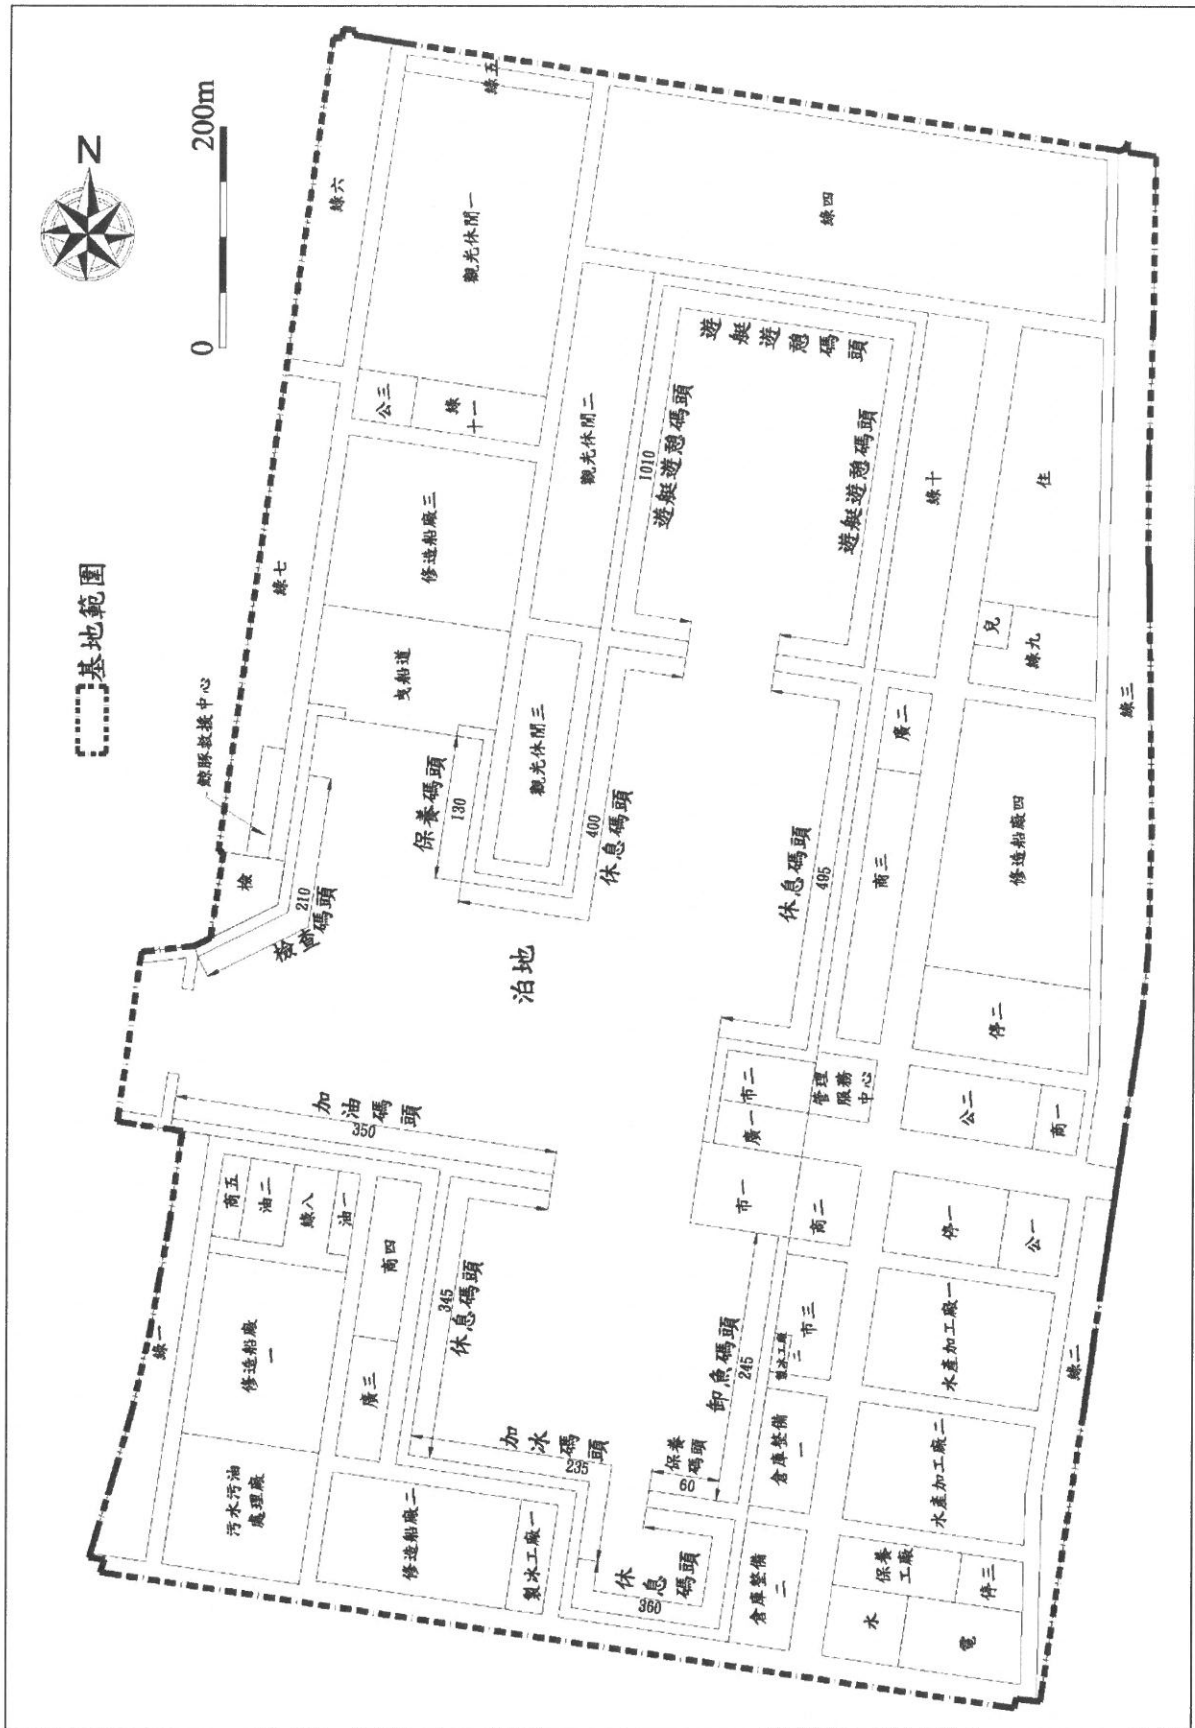 基地範圍
N
0
200m
綠一
綠七
綠六
綠五
鯨豚救援中心
檢
210
檢查碼頭
曳船道
修造船廠三
公三
綠十一
觀光休閒一
觀光休閒二
觀光休閒三
保養碼頭
130
400
休息碼頭
1010
遊艇遊憩碼頭
遊艇遊憩碼頭
遊艇遊憩碼頭
綠四
綠十
住
兒
綠九
綠三
泊地
休息碼頭
495
廣二
商三
修造船廠四
停二
管理
服務
中心
市二
廣一
市一
商二
公二
商一
停一
公一
加油碼頭
350
商五
油二
綠八
油一
商四
345
休息碼頭
廣三
修造船廠
一
污水污油
處理廠
修造船廠二
製冰工廠一
加冰碼頭
235
休息碼頭
360
保養
碼頭
60
卸魚碼頭
245
製冰工廠
二
市三
倉庫整備
一
倉庫整備
二
水產加工廠一
水產加工廠二
保養
工廠
停三
水
電
綠二